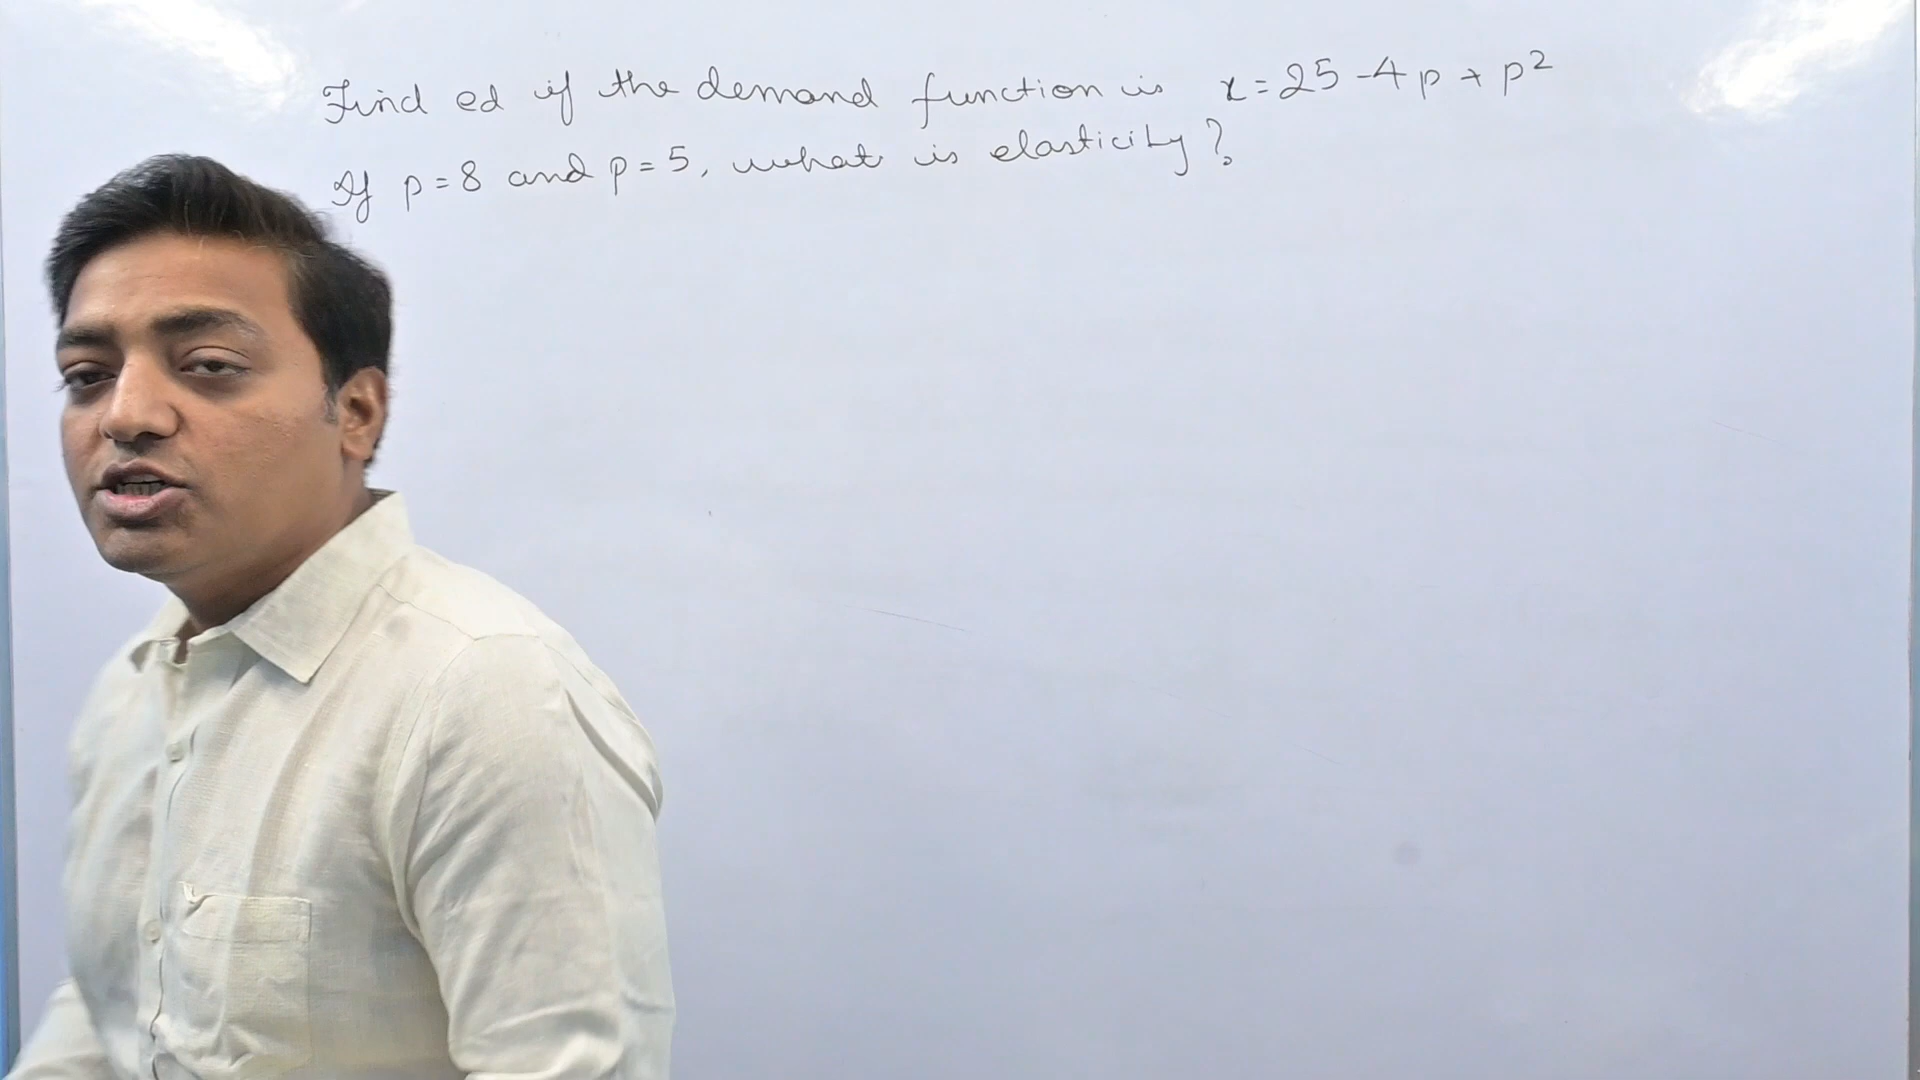 Find ed if the demand function is x = 25 - 4p + p²
If p = 8 and p = 5, what is elasticity?